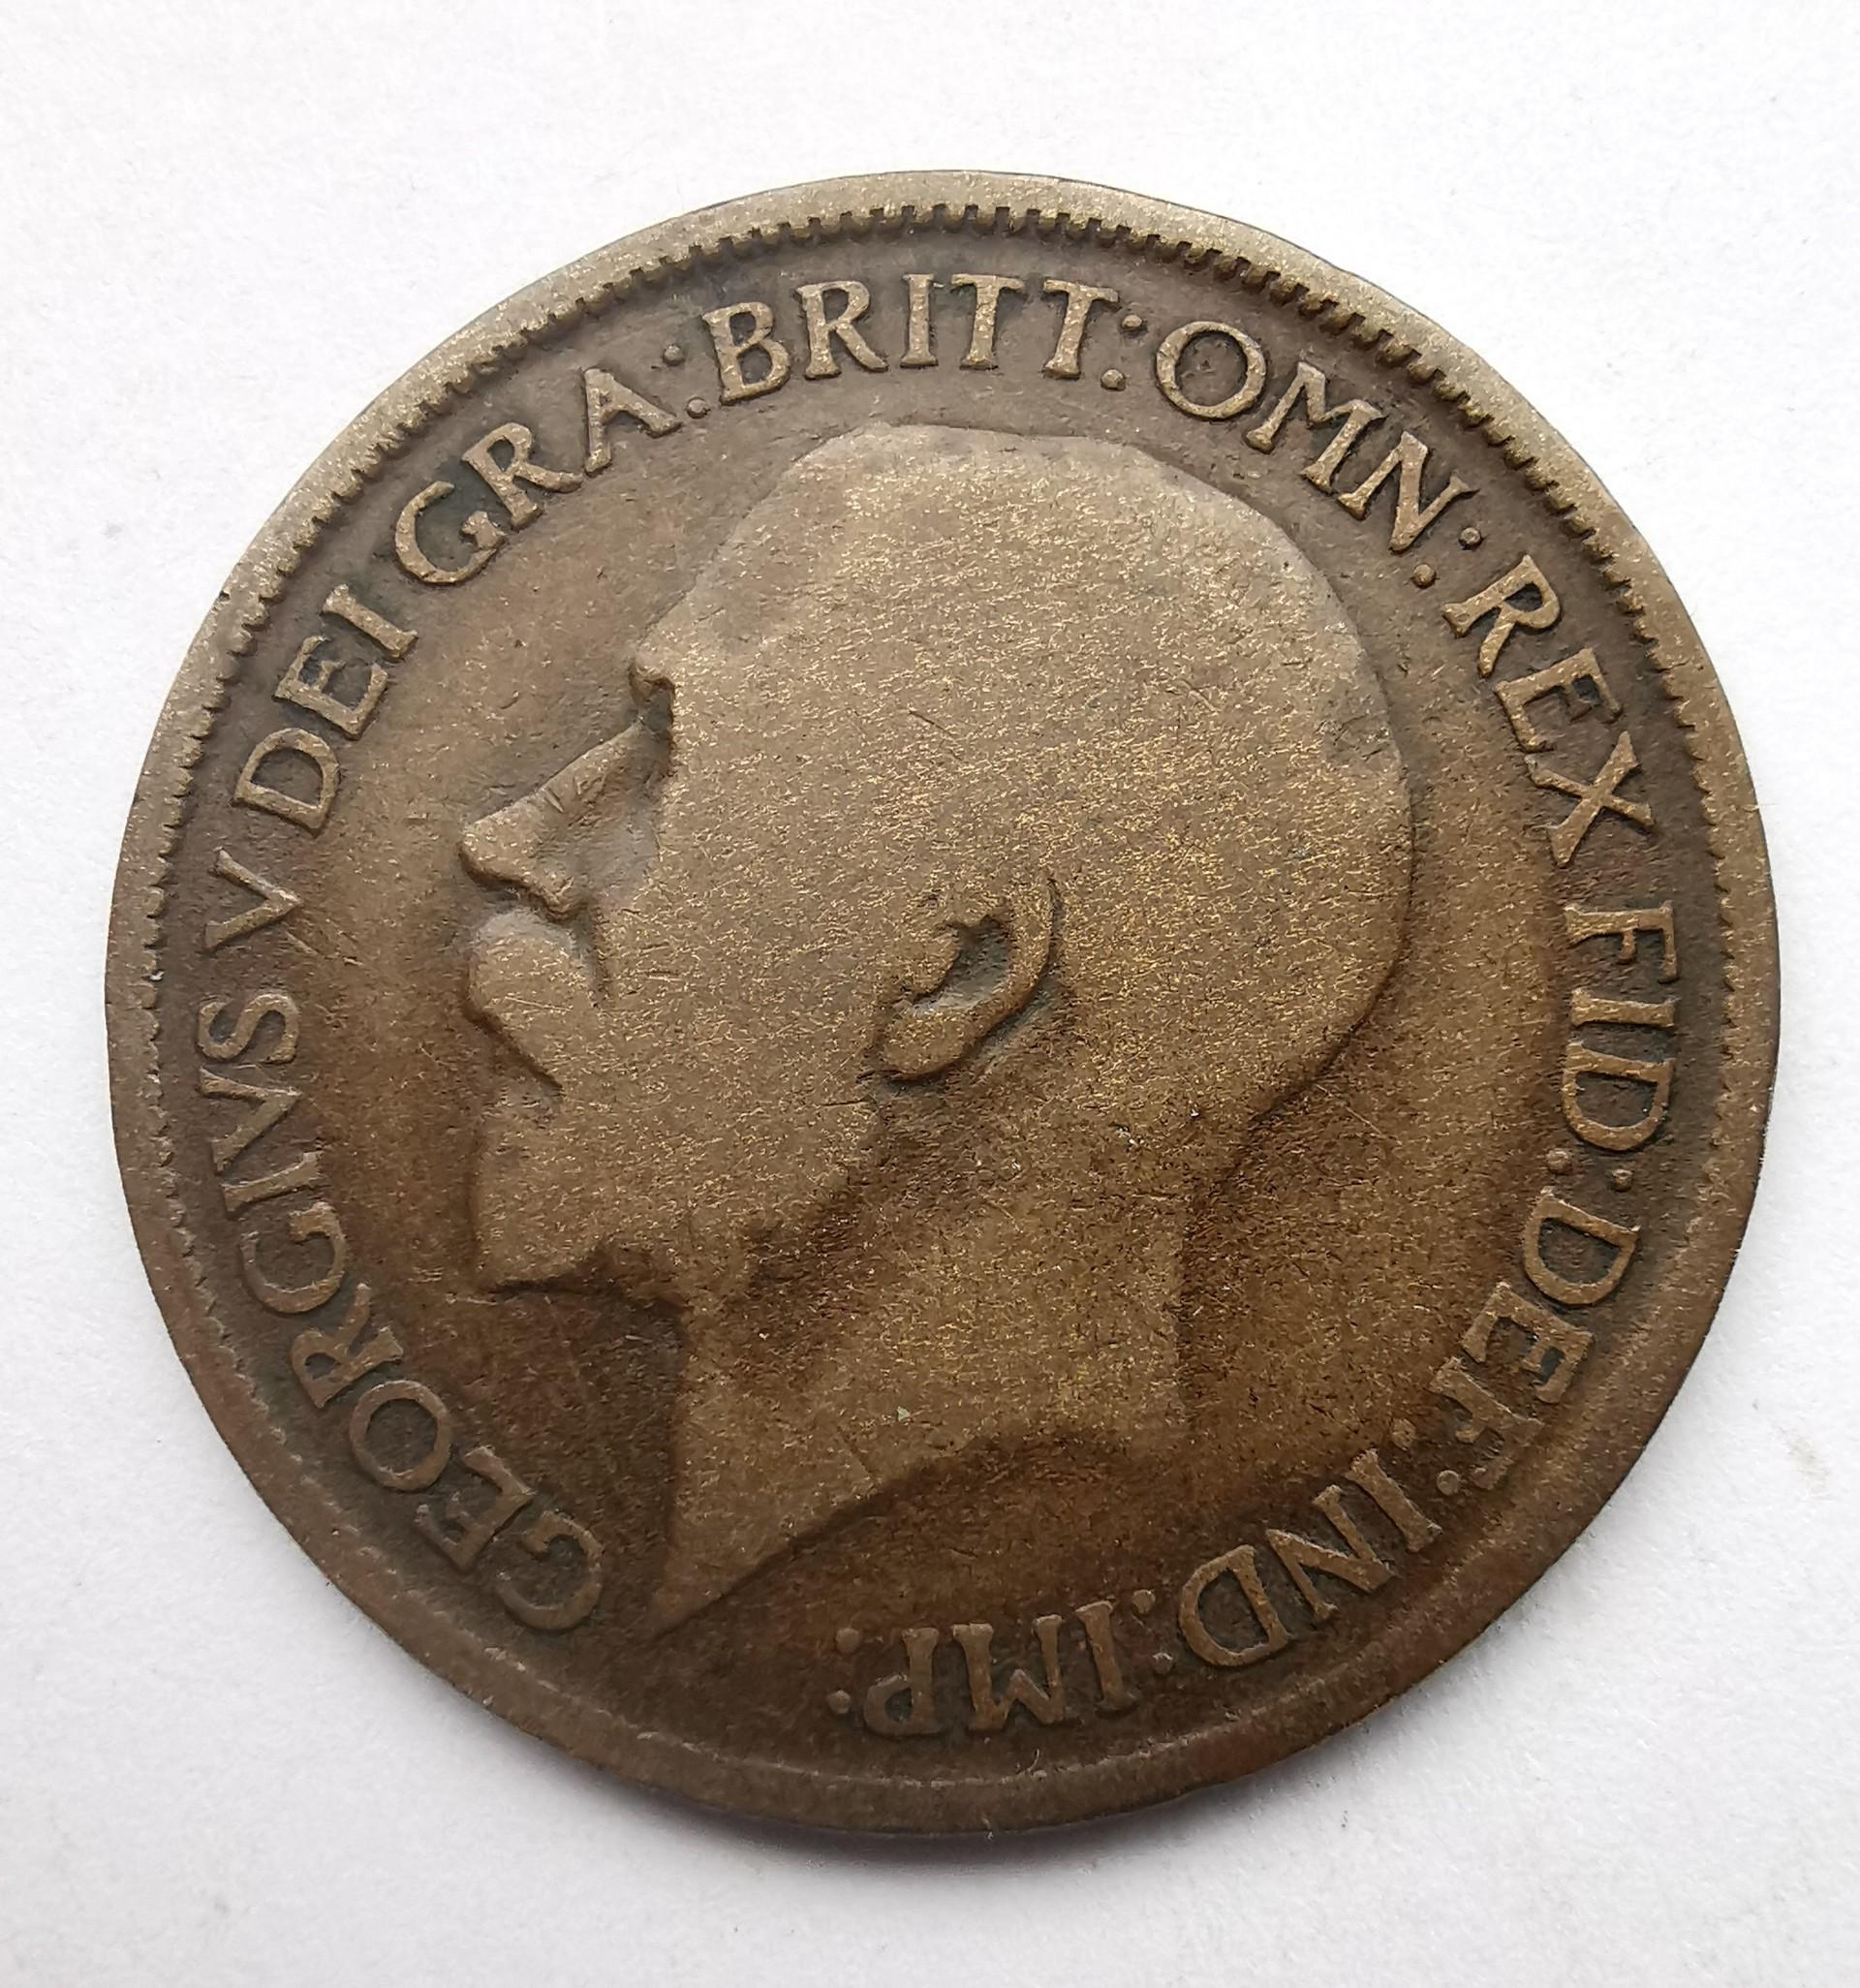 GEORGIVS V DEI GRA: BRITT: OMN: REX FID: DEF: IND: IMP: